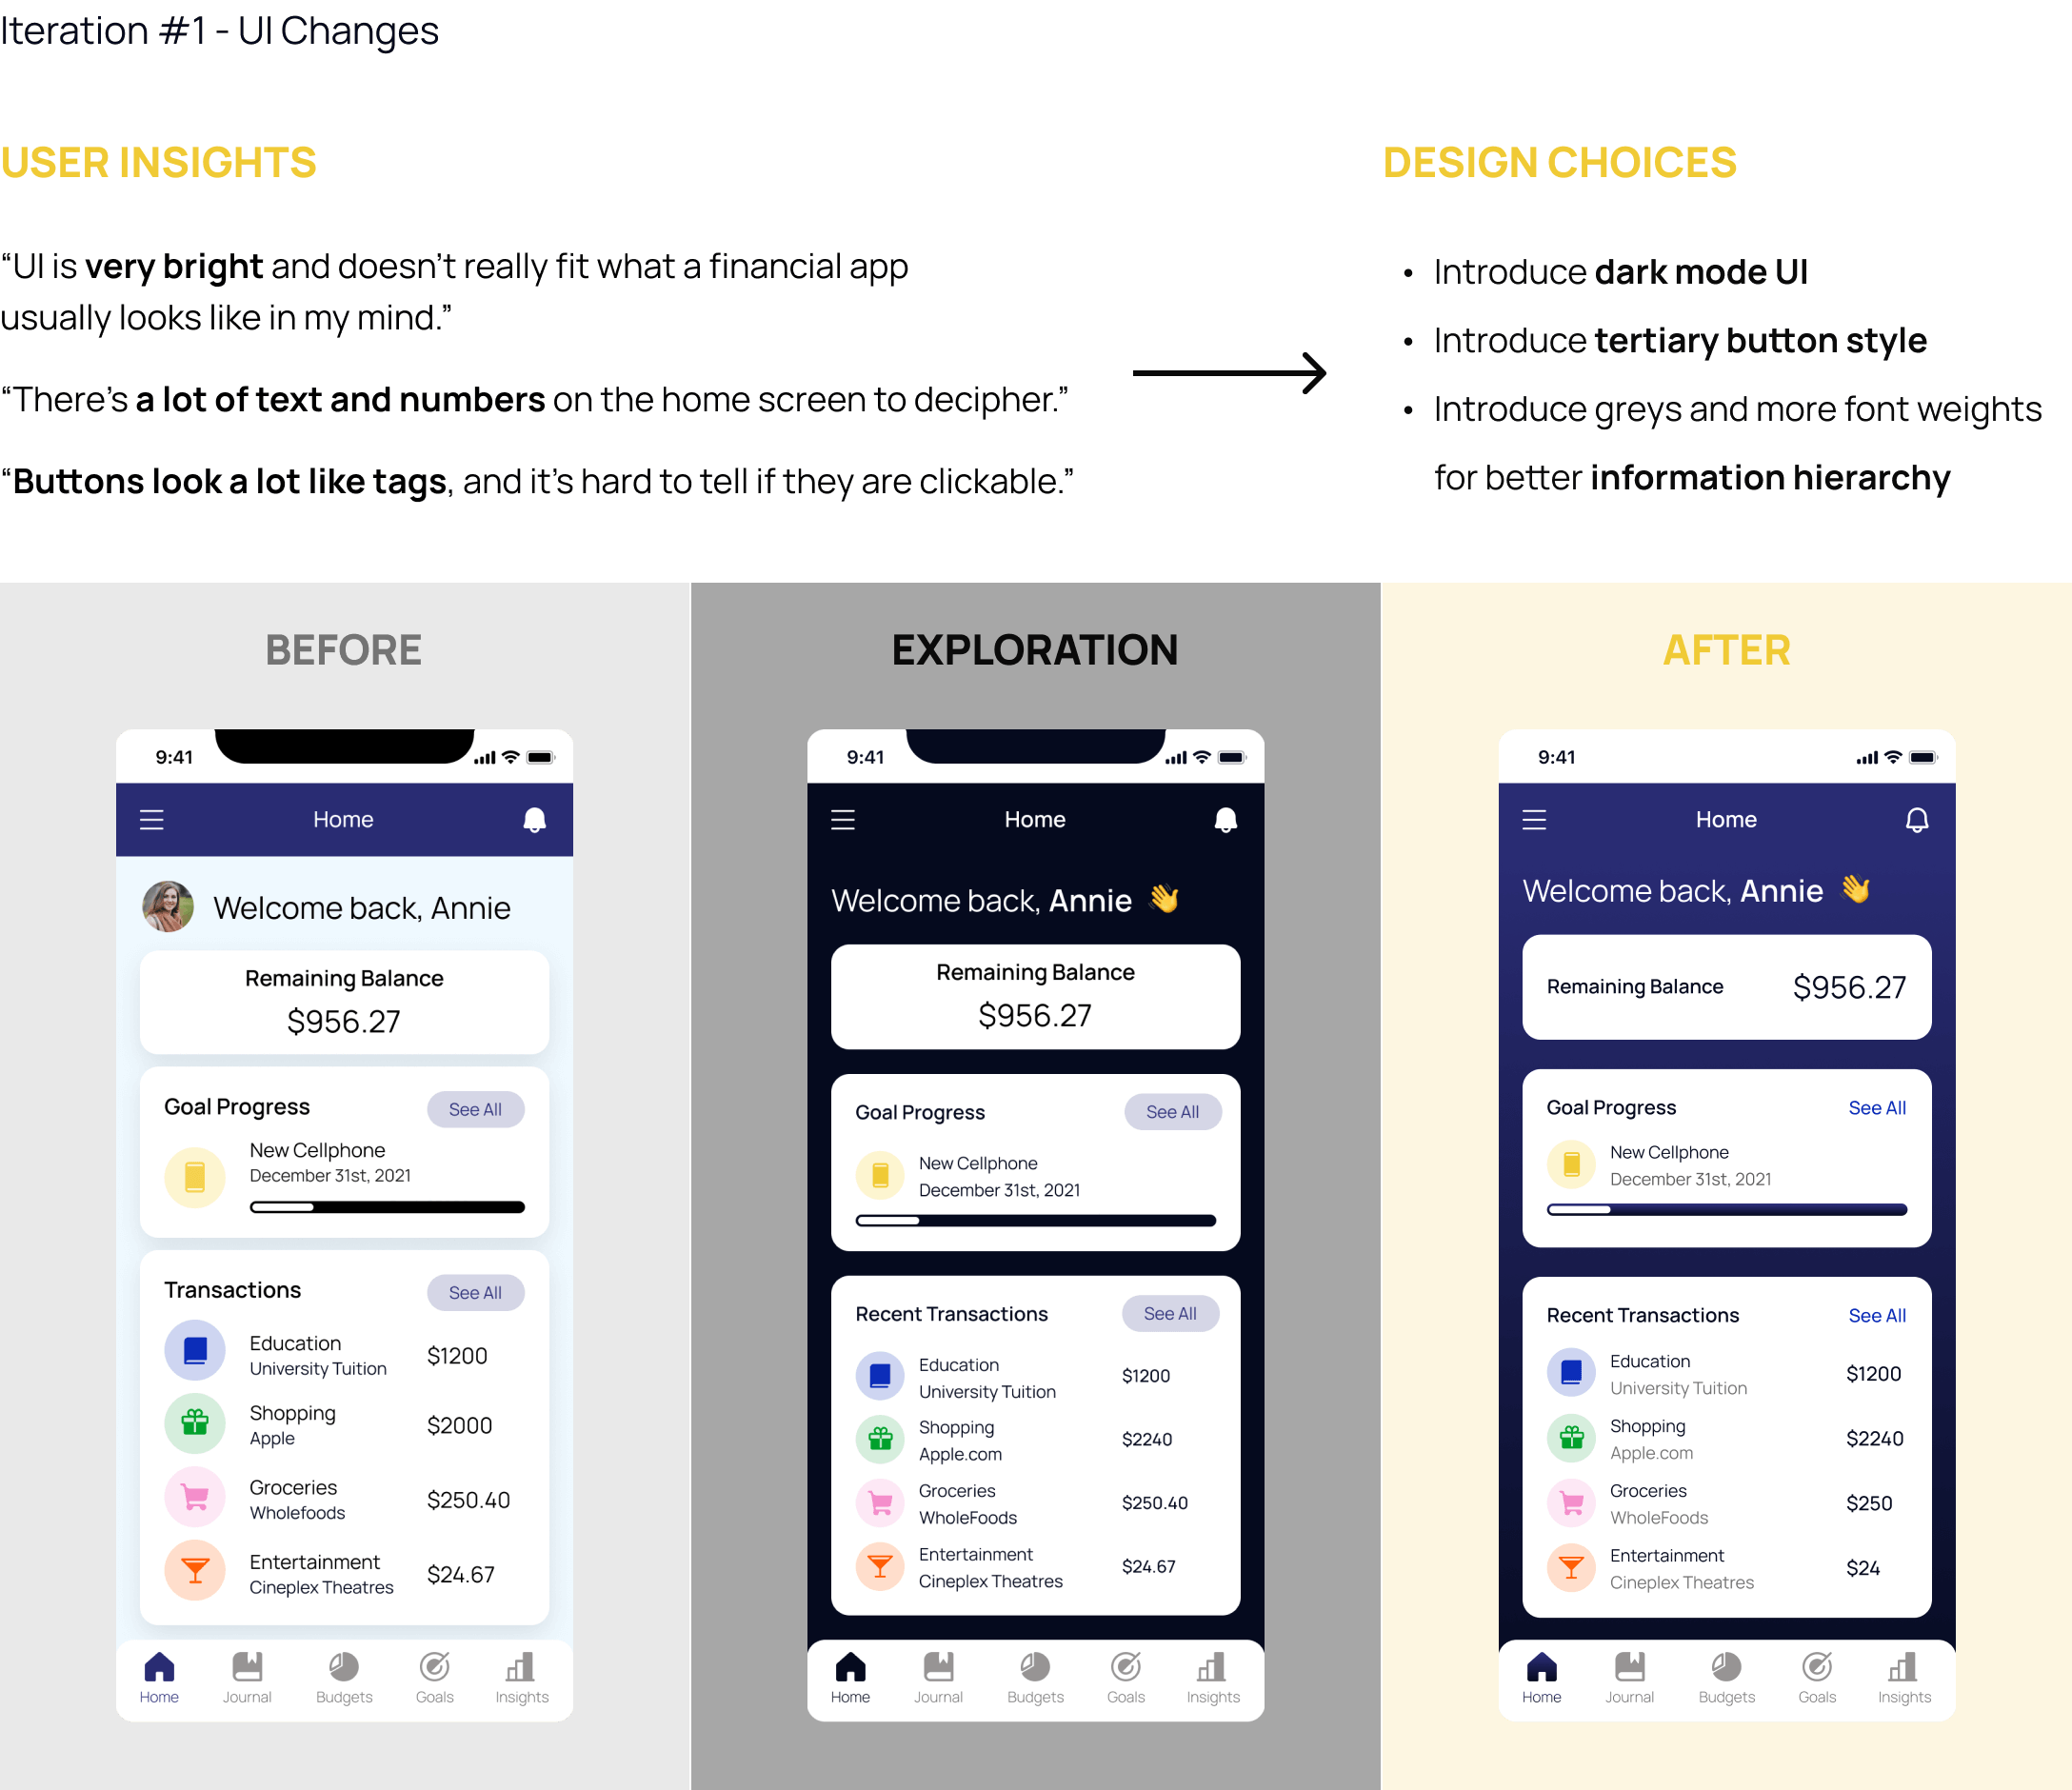 Iteration #1 - UI Changes
USER INSIGHTS
“UI is very bright and doesn’t really fit what a financial app
usually looks like in my mind.”
“There’s a lot of text and numbers on the home screen to decipher.”
“Buttons look a lot like tags, and it’s hard to tell if they are clickable.”
DESIGN CHOICES
• Introduce dark mode UI
• Introduce tertiary button style
• Introduce greys and more font weights
for better information hierarchy
BEFORE
9:41
Home
Welcome back, Annie
Remaining Balance
$956.27
Goal Progress See All
New Cellphone
December 31st, 2021
Transactions See All
Education
University Tuition
$1200
Shopping
Apple
$2000
Groceries
Wholefoods
$250.40
Entertainment
Cineplex Theatres
$24.67
Home Journal Budgets Goals Insights
EXPLORATION
9:41
Home
Welcome back, Annie 👋
Remaining Balance
$956.27
Goal Progress See All
New Cellphone
December 31st, 2021
Recent Transactions See All
Education
University Tuition
$1200
Shopping
Apple.com
$2240
Groceries
WholeFoods
$250.40
Entertainment
Cineplex Theatres
$24.67
Home Journal Budgets Goals Insights
AFTER
9:41
Home
Welcome back, Annie 👋
Remaining Balance $956.27
Goal Progress See All
New Cellphone
December 31st, 2021
Recent Transactions See All
Education
University Tuition
$1200
Shopping
Apple.com
$2240
Groceries
WholeFoods
$250
Entertainment
Cineplex Theatres
$24
Home Journal Budgets Goals Insights